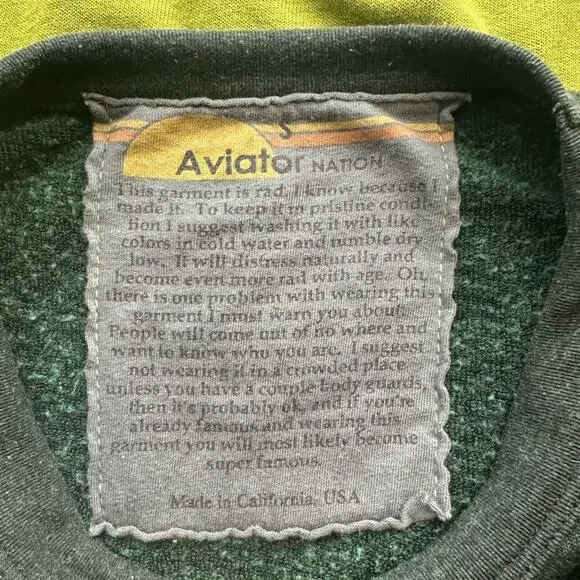 S
Aviator NATION
This garment is rad, I know because I
made it. To keep it in pristine condi-
tion I suggest washing it with like
colors in cold water and tumble dry
low. It will distress naturally and
become even more rad with age. Oh,
there is one problem with wearing this
garment I must warn you about.
People will come out of no where and
want to know who you are. I suggest
not wearing it in a crowded place
unless you have a couple body guards,
then it's probably ok, and if you're
already famous and wearing this
garment you will most likely become
super famous.
Made in California, USA